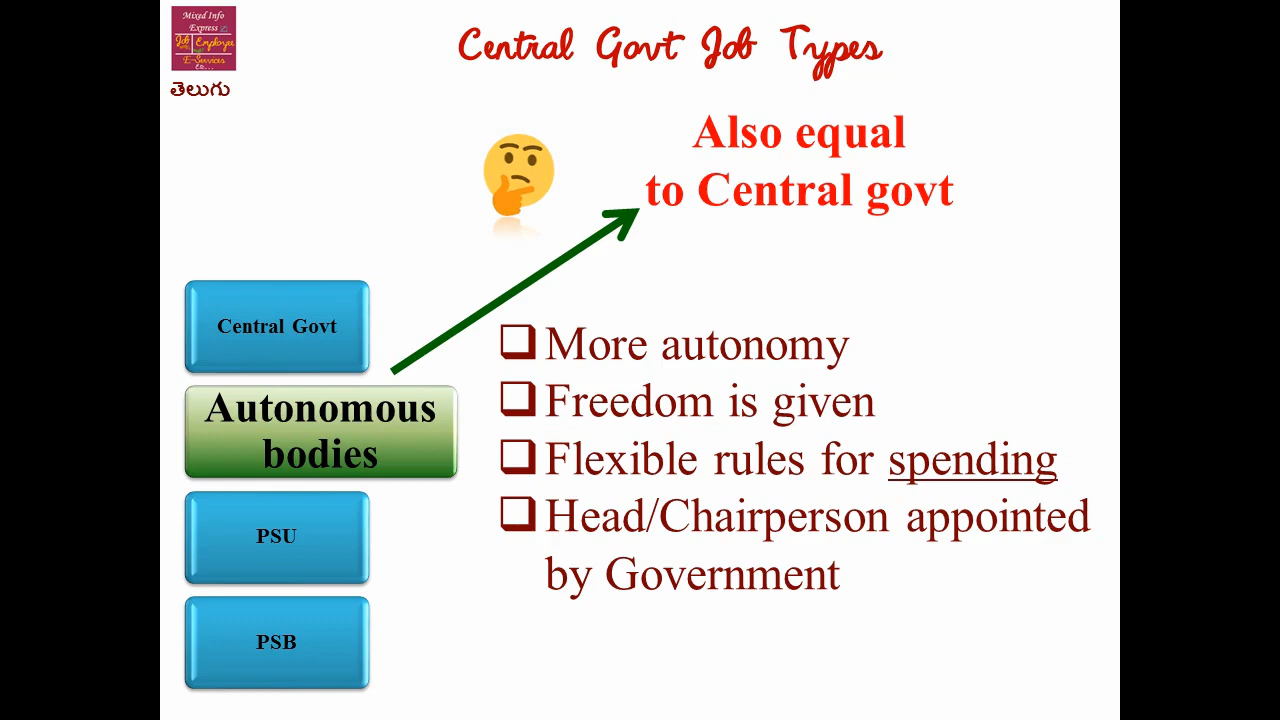 Mixed Info
Express
Job
Employee
E-Services
తెలుగు
Central Govt Job Types
Also equal
to Central govt
Central Govt
Autonomous
bodies
PSU
PSB
More autonomy
Freedom is given
Flexible rules for spending
Head/Chairperson appointed
by Government